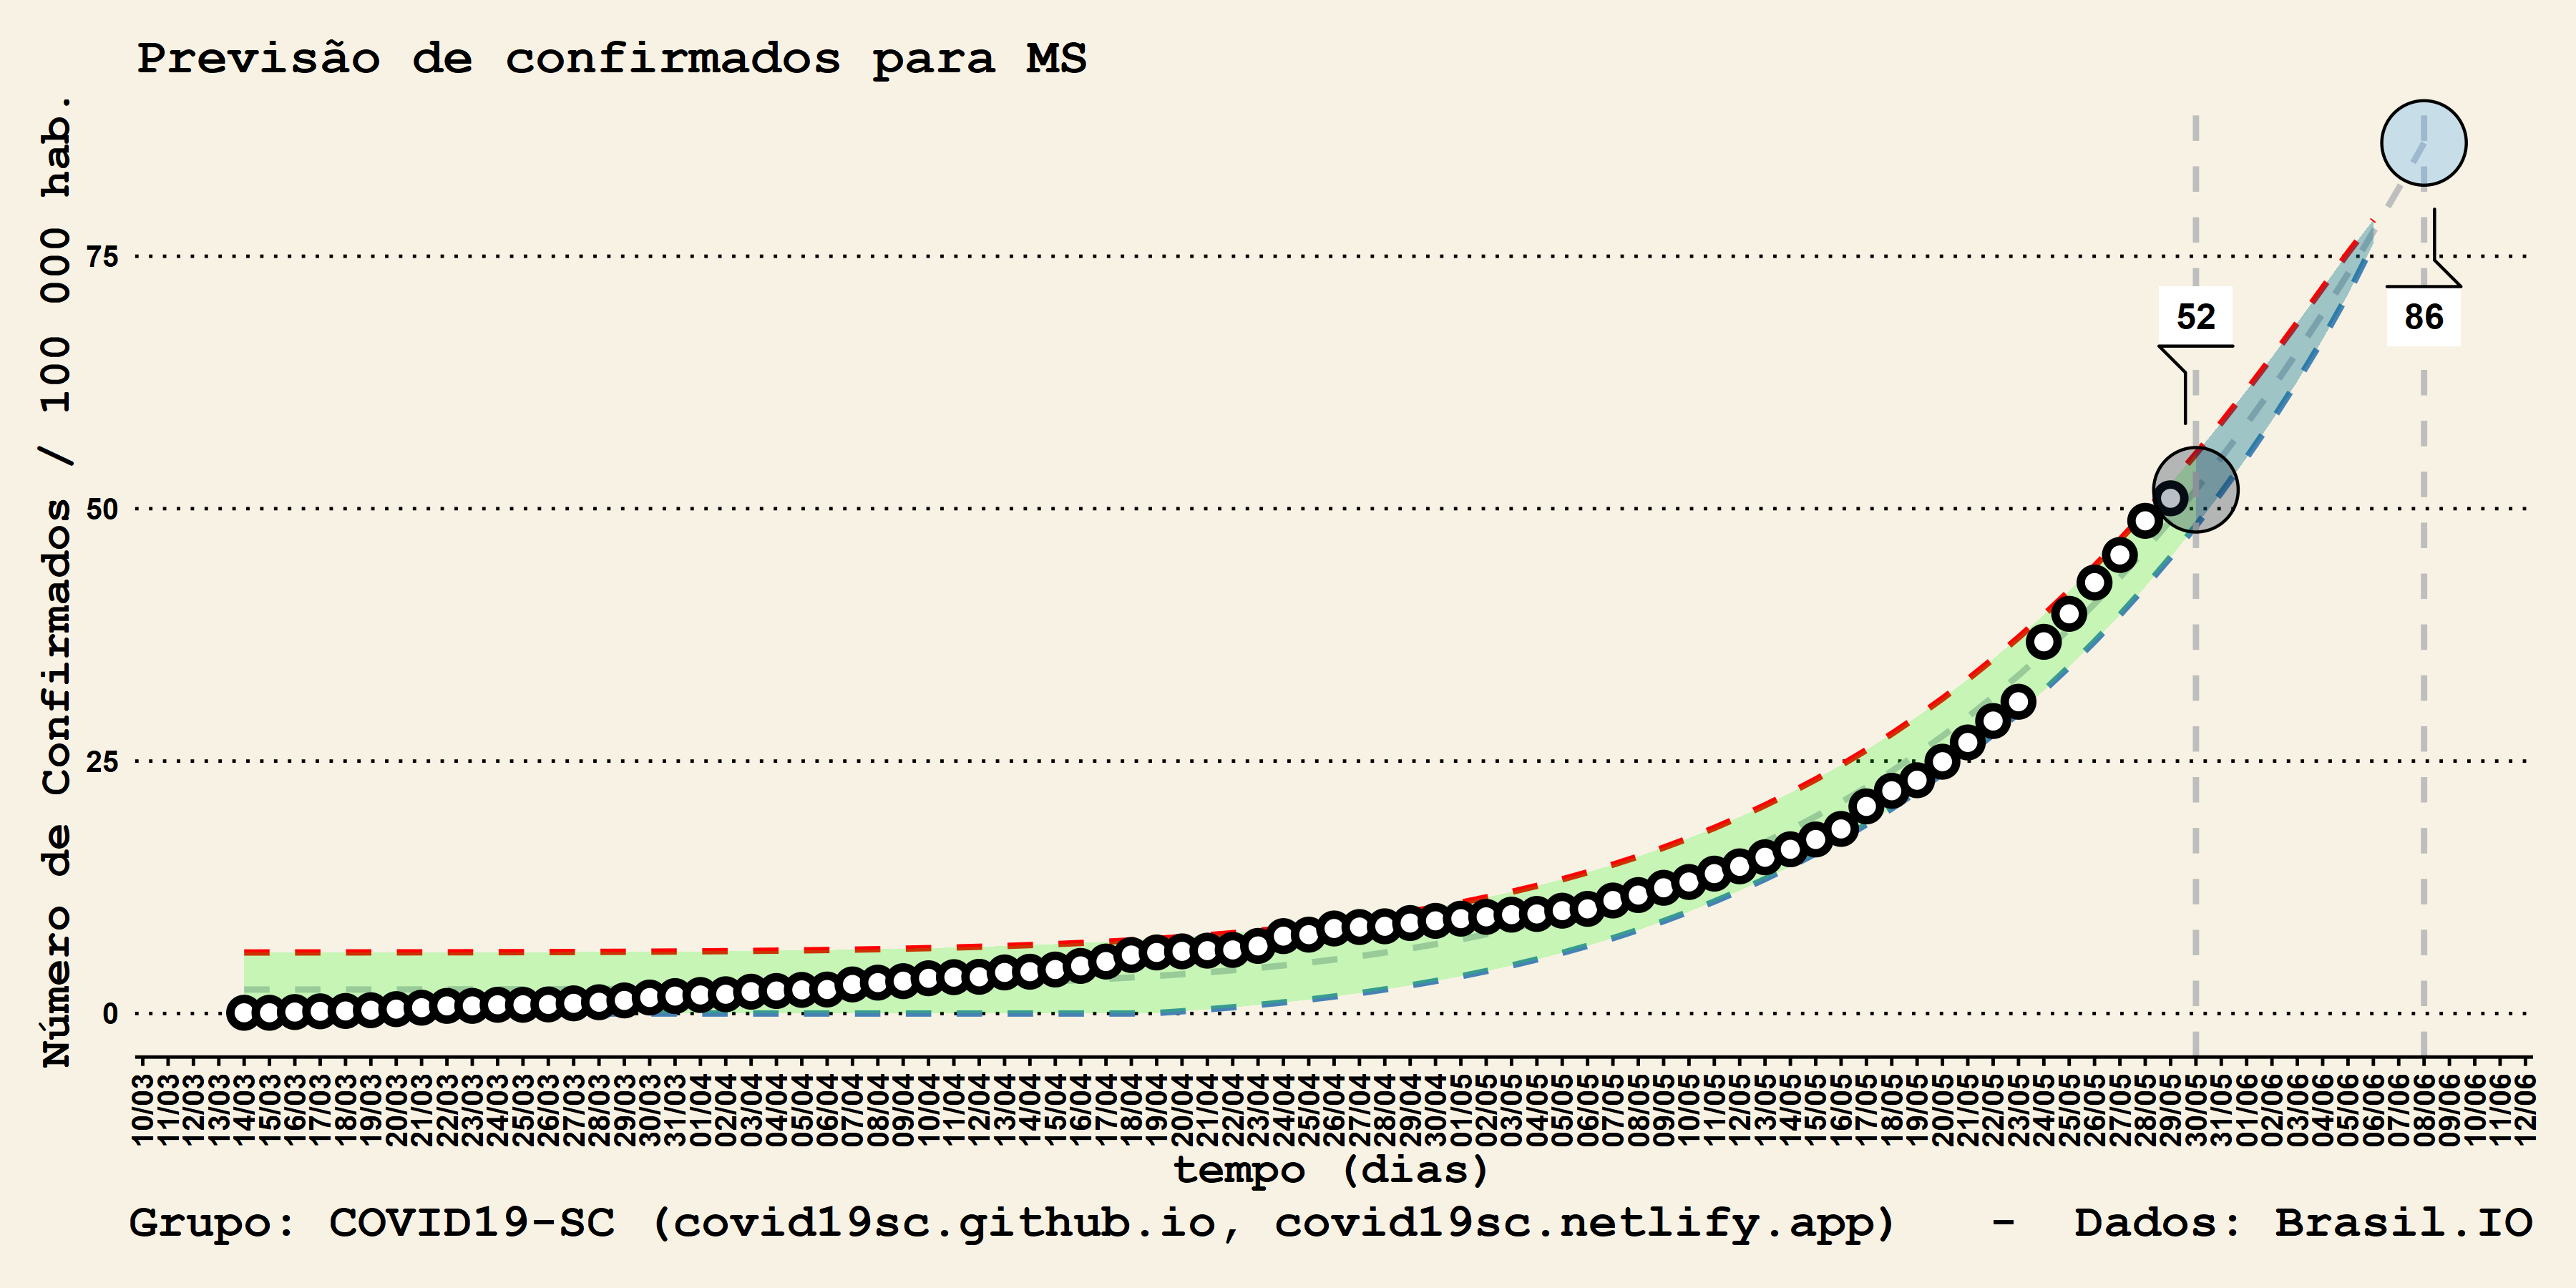 Previsão de confirmados para MS
Número de Confirmados / 100 000 hab.
75
50
25
0
52
86
10/03 11/03 12/03 13/03 14/03 15/03 16/03 17/03 18/03 19/03 20/03 21/03 22/03 23/03 24/03 25/03 26/03 27/03 28/03 29/03 30/03 31/03 01/04 02/04 03/04 04/04 05/04 06/04 07/04 08/04 09/04 10/04 11/04 12/04 13/04 14/04 15/04 16/04 17/04 18/04 19/04 20/04 21/04 22/04 23/04 24/04 25/04 26/04 27/04 28/04 29/04 30/04 01/05 02/05 03/05 04/05 05/05 06/05 07/05 08/05 09/05 10/05 11/05 12/05 13/05 14/05 15/05 16/05 17/05 18/05 19/05 20/05 21/05 22/05 23/05 24/05 25/05 26/05 27/05 28/05 29/05 30/05 31/05 01/06 02/06 03/06 04/06 05/06 06/06 07/06 08/06 09/06 10/06 11/06 12/06
tempo (dias)
Grupo: COVID19-SC (covid19sc.github.io, covid19sc.netlify.app) - Dados: Brasil.IO